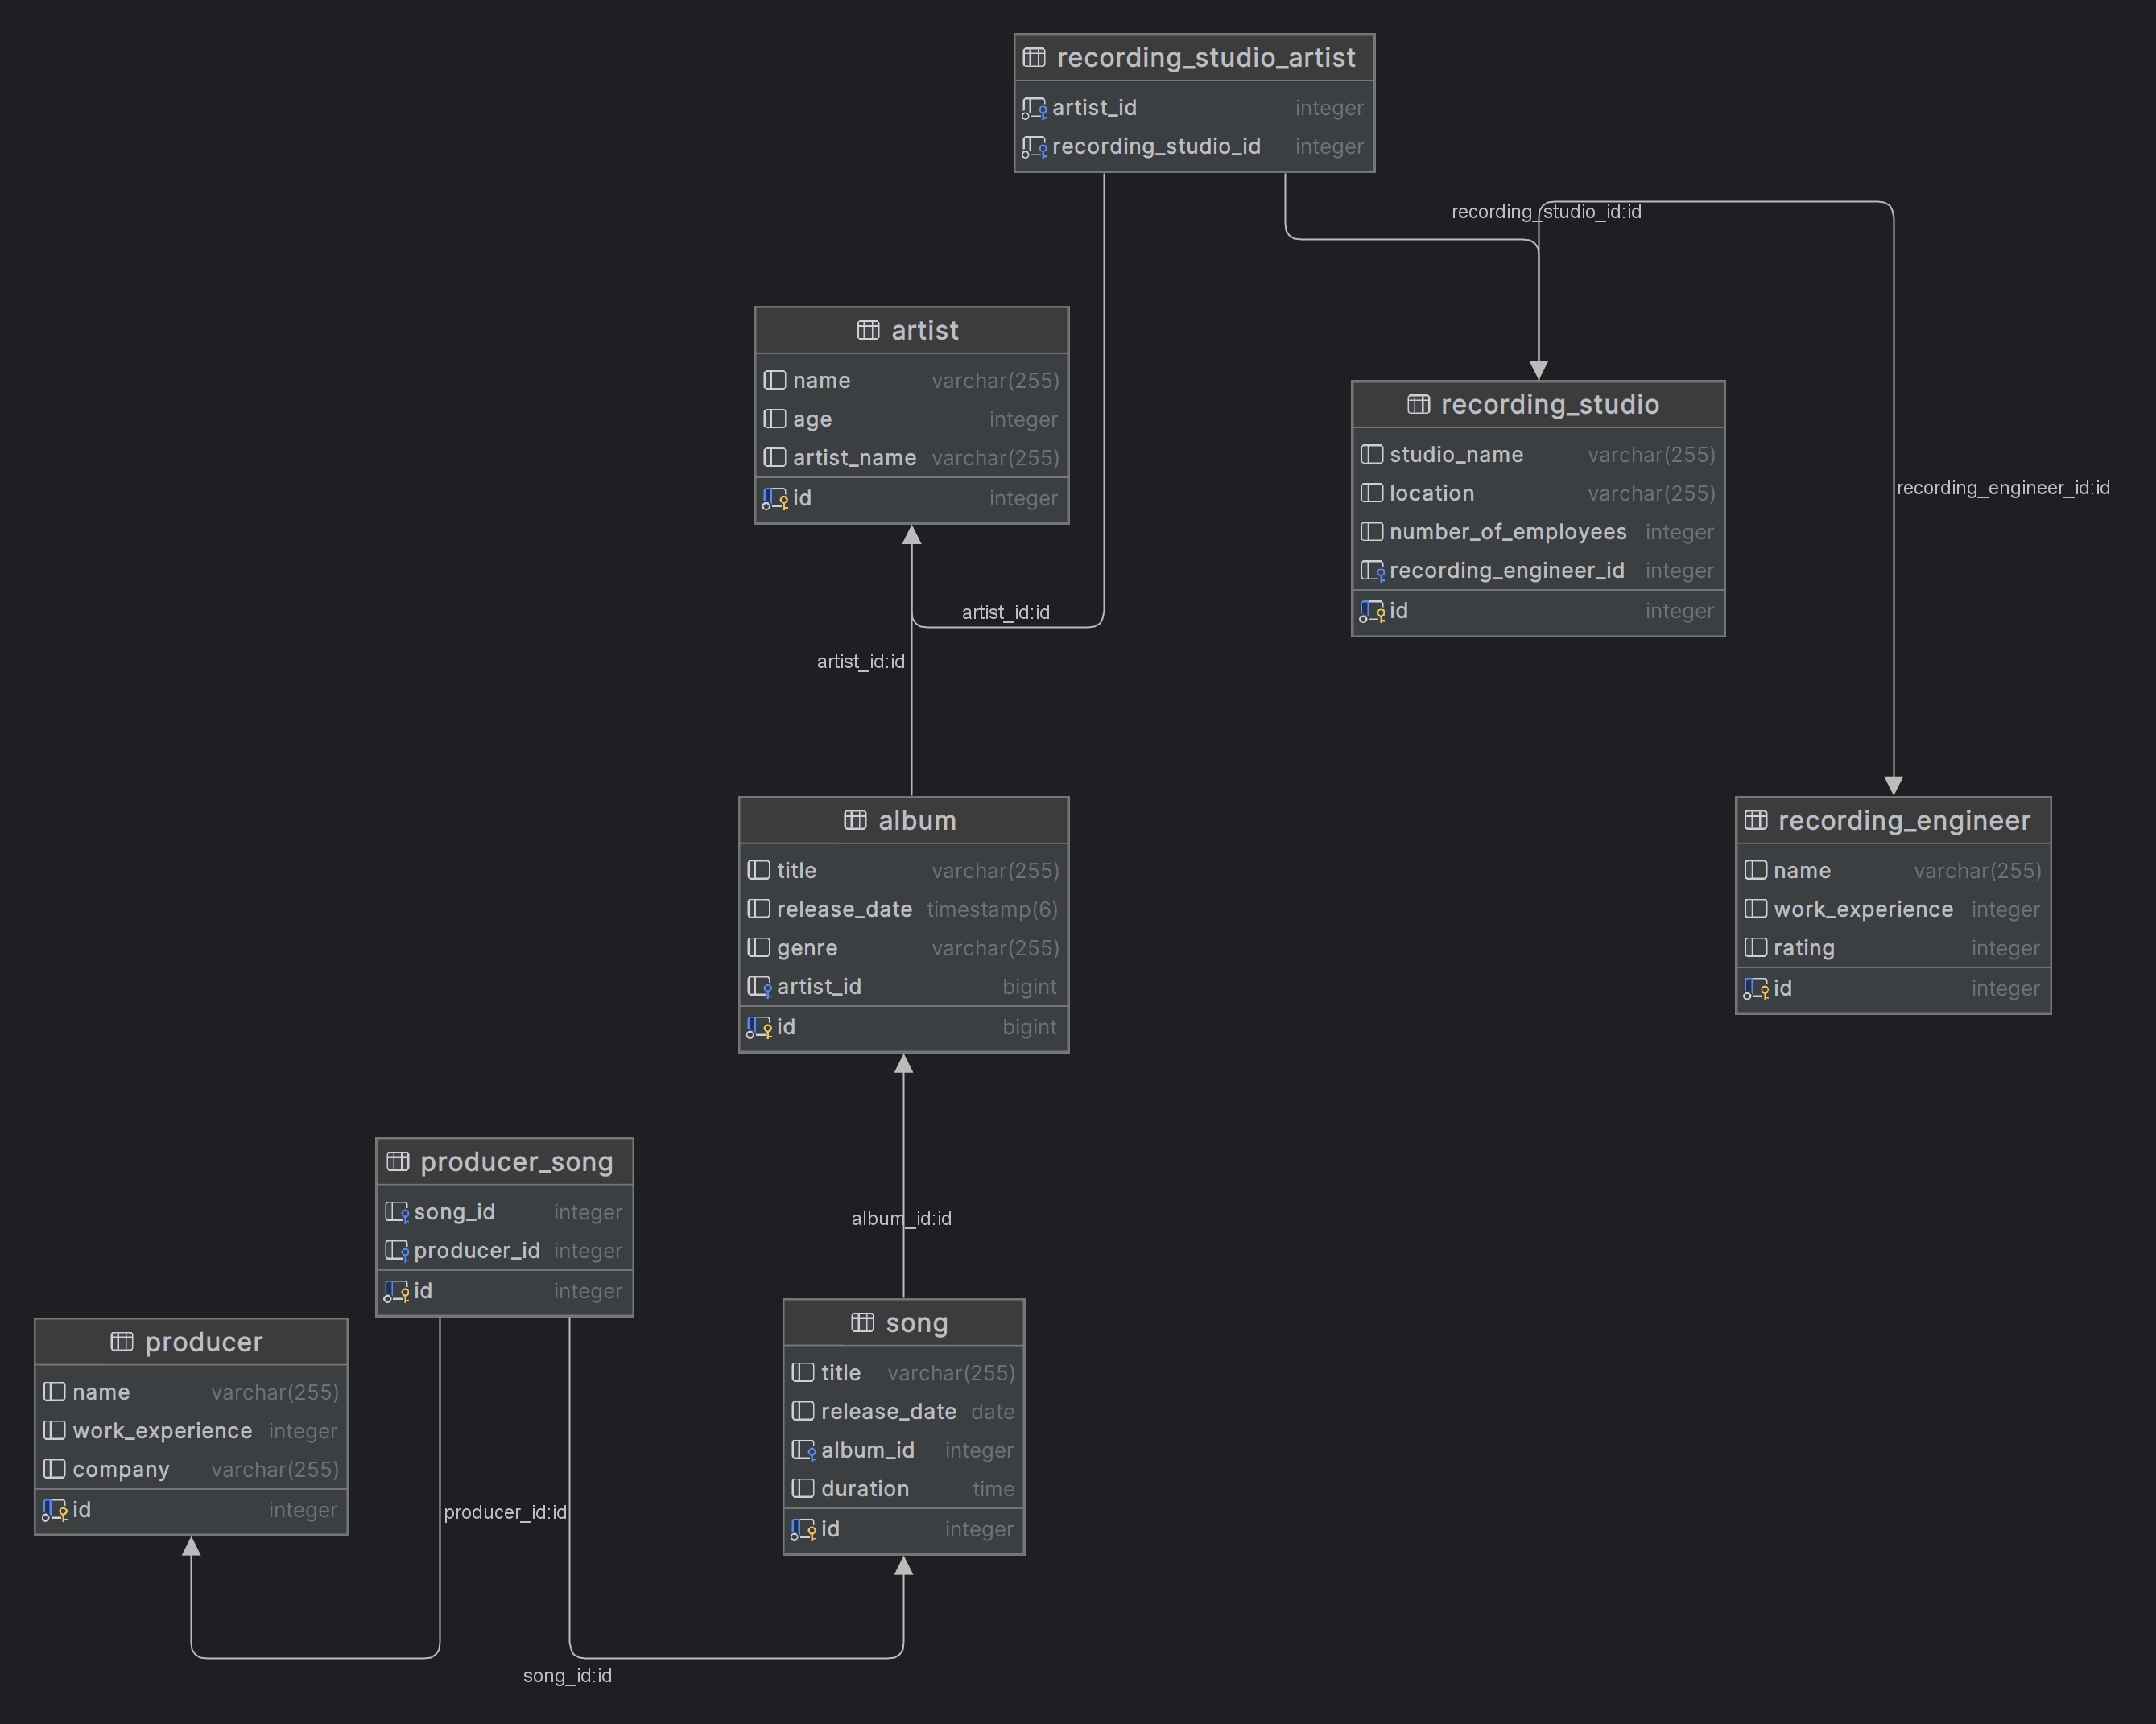 recording_studio_artist
artist_id integer
recording_studio_id integer
recording_studio_id:id
artist
name varchar(255)
age integer
artist_name varchar(255)
id integer
recording_studio
studio_name varchar(255)
location varchar(255)
number_of_employees integer
recording_engineer_id integer
id integer
recording_engineer_id:id
artist_id:id
artist_id:id
album
title varchar(255)
release_date timestamp(6)
genre varchar(255)
artist_id bigint
id bigint
recording_engineer
name varchar(255)
work_experience integer
rating integer
id integer
producer_song
song_id integer
producer_id integer
id integer
album_id:id
producer
name varchar(255)
work_experience integer
company varchar(255)
id integer
song
title varchar(255)
release_date date
album_id integer
duration time
id integer
producer_id:id
song_id:id